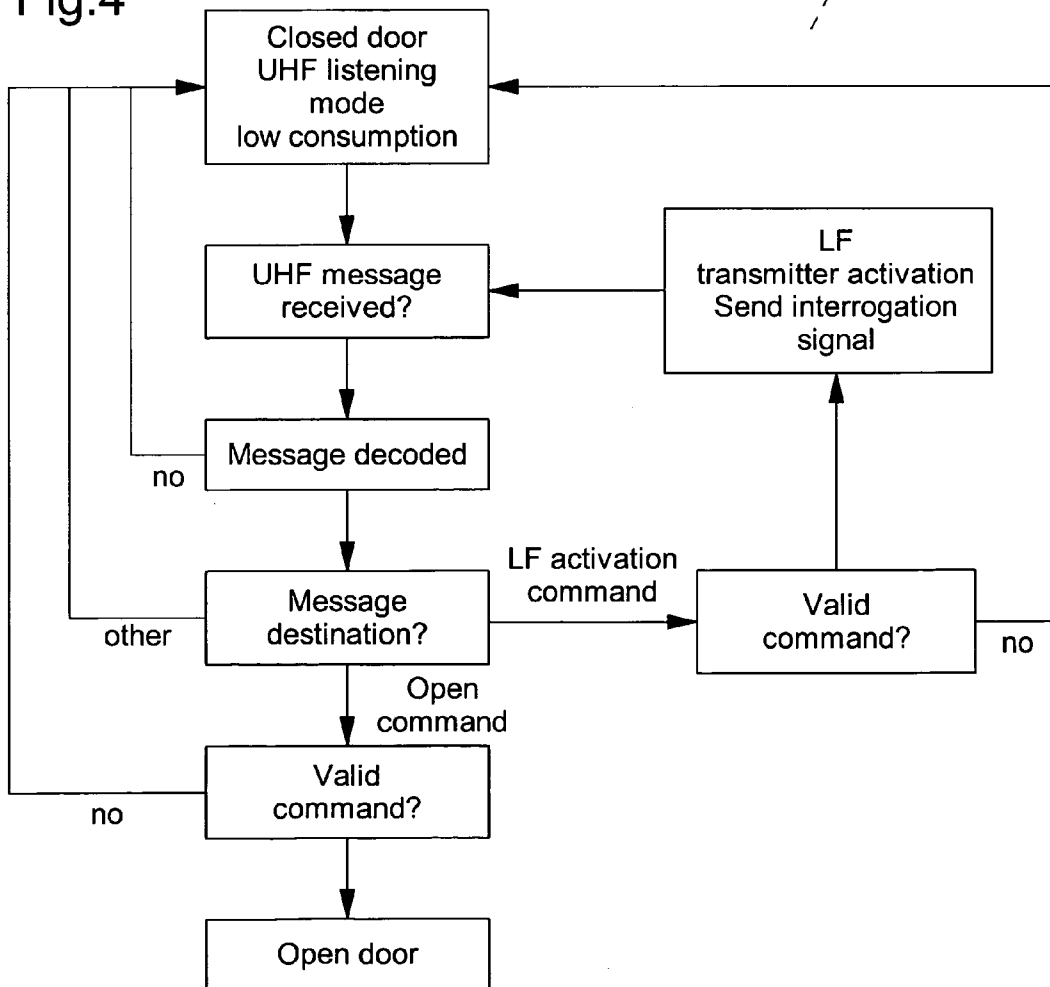 Fig.4
Closed door
UHF listening
mode
low consumption
UHF message
received?
LF
transmitter activation
Send interrogation
signal
Message decoded
no
Message
destination?
other
LF activation
command
Valid
command?
no
Open
command
Valid
command?
no
Open door